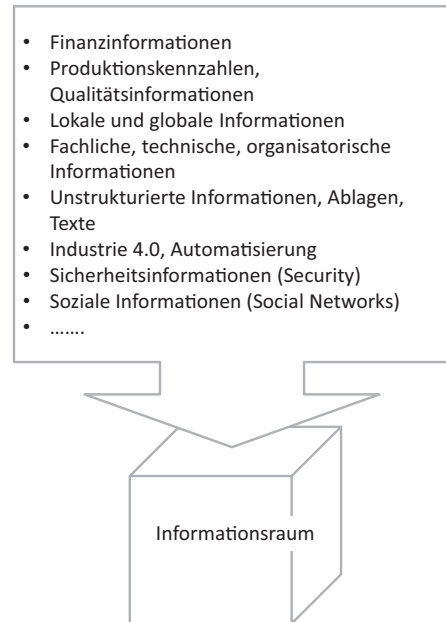 • Finanzinformationen
• Produktionskennzahlen,
Qualitätsinformationen
• Lokale und globale Informationen
• Fachliche, technische, organisatorische
Informationen
• Unstrukturierte Informationen, Ablagen,
Texte
• Industrie 4.0, Automatisierung
• Sicherheitsinformationen (Security)
• Soziale Informationen (Social Networks)
• …….
Informationsraum